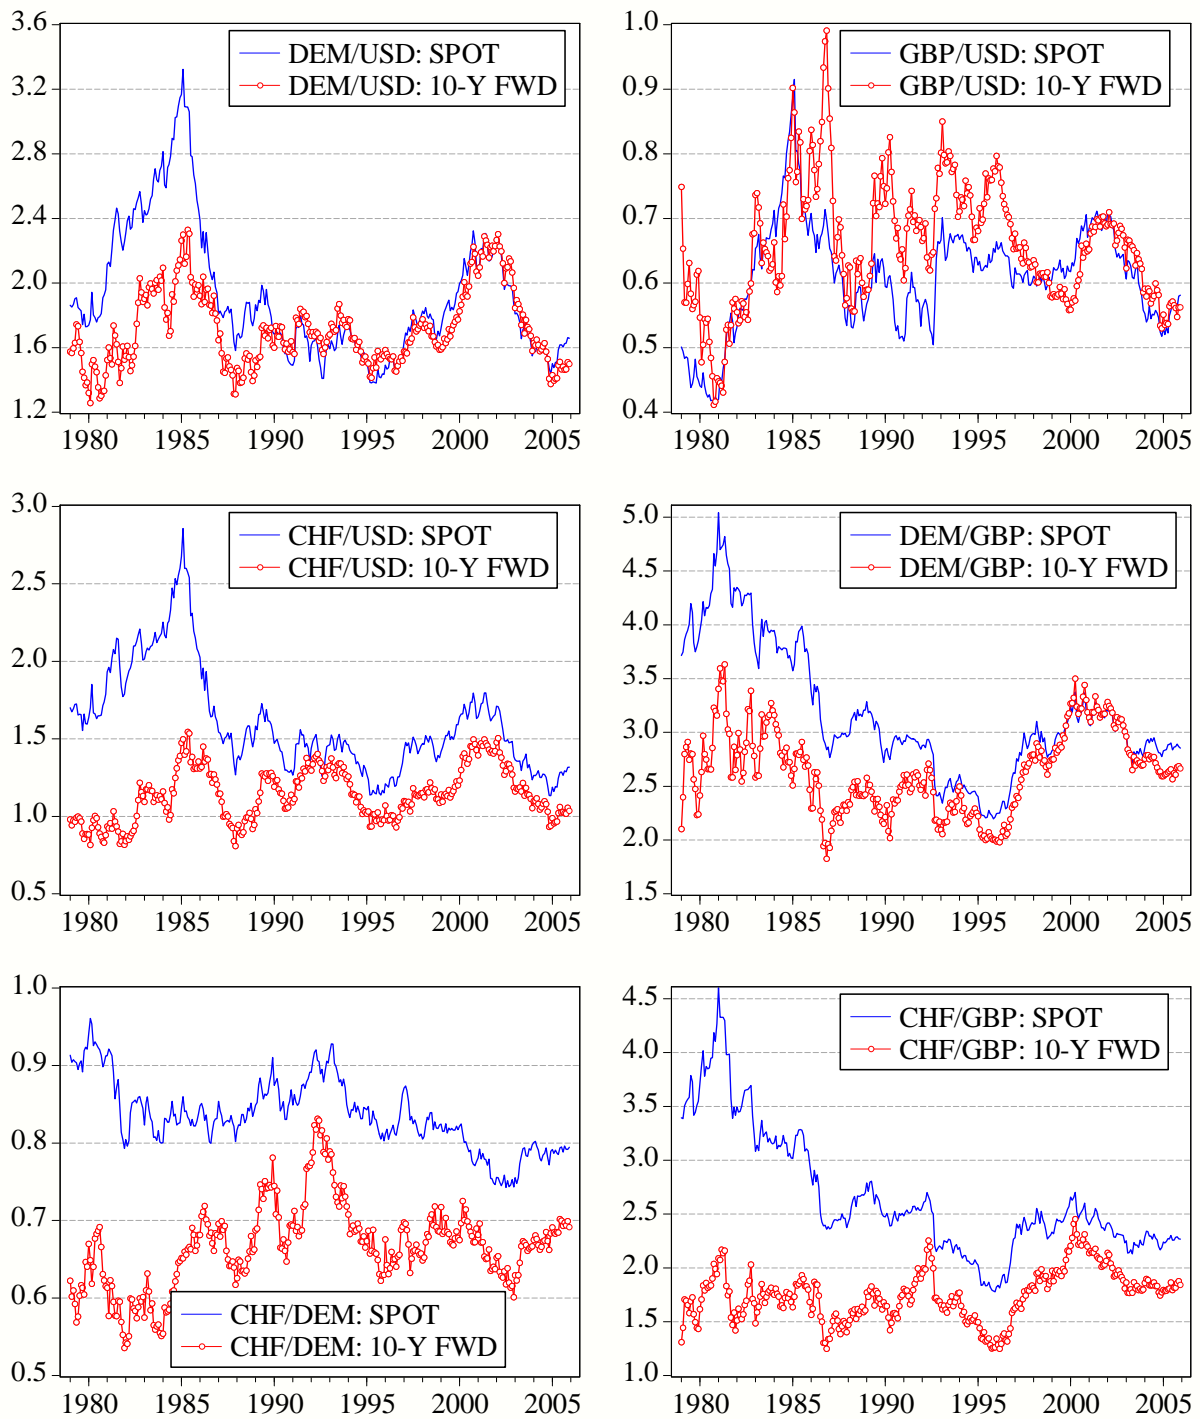 3.6
3.2
2.8
2.4
2.0
1.6
1.2
DEM/USD: SPOT
DEM/USD: 10-Y FWD
1980 1985 1990 1995 2000 2005
1.0
0.9
0.8
0.7
0.6
0.5
0.4
GBP/USD: SPOT
GBP/USD: 10-Y FWD
1980 1985 1990 1995 2000 2005
3.0
2.5
2.0
1.5
1.0
0.5
CHF/USD: SPOT
CHF/USD: 10-Y FWD
1980 1985 1990 1995 2000 2005
5.0
4.5
4.0
3.5
3.0
2.5
2.0
1.5
DEM/GBP: SPOT
DEM/GBP: 10-Y FWD
1980 1985 1990 1995 2000 2005
1.0
0.9
0.8
0.7
0.6
0.5
CHF/DEM: SPOT
CHF/DEM: 10-Y FWD
1980 1985 1990 1995 2000 2005
4.5
4.0
3.5
3.0
2.5
2.0
1.5
1.0
CHF/GBP: SPOT
CHF/GBP: 10-Y FWD
1980 1985 1990 1995 2000 2005